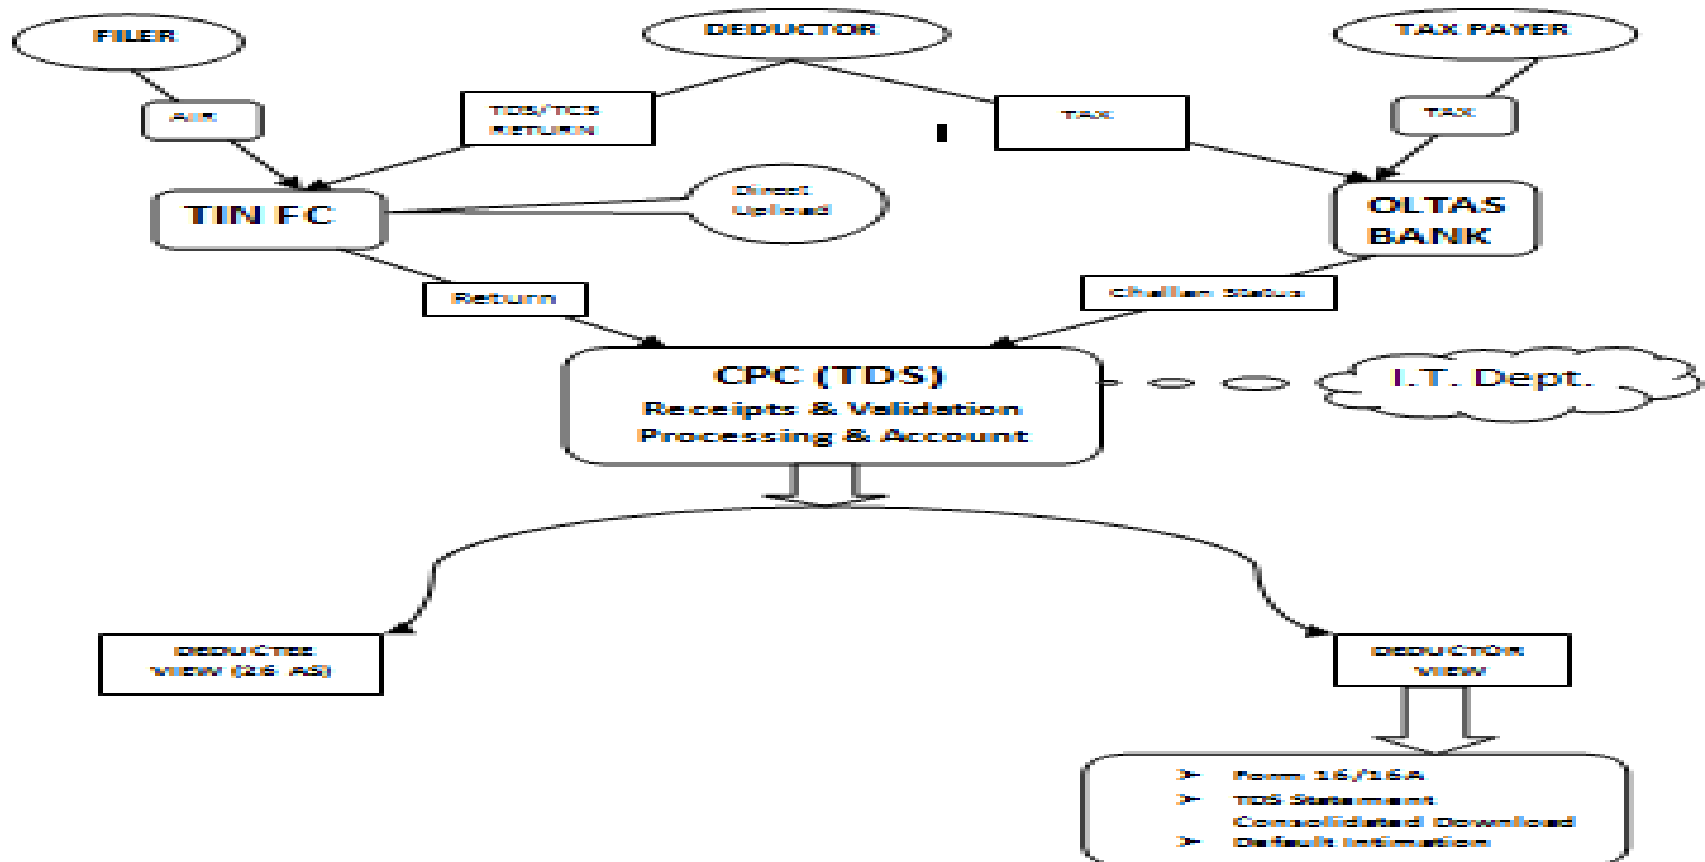 FILER
DEDUCTOR
TAX PAYER
AIR
TDS/TCS
RETURN
TAX
TAX
TIN FC
Direct
Upload
OLTAS
BANK
Return
Challan Status
CPC (TDS)
Receipts & Validation
Processing & Account
I.T. Dept.
DEDUCTEE
VIEW (26 AS)
DEDUCTOR
VIEW
➢ Form 16/16A
➢ TDS Statement
Consolidated Download
➢ Default Intimation